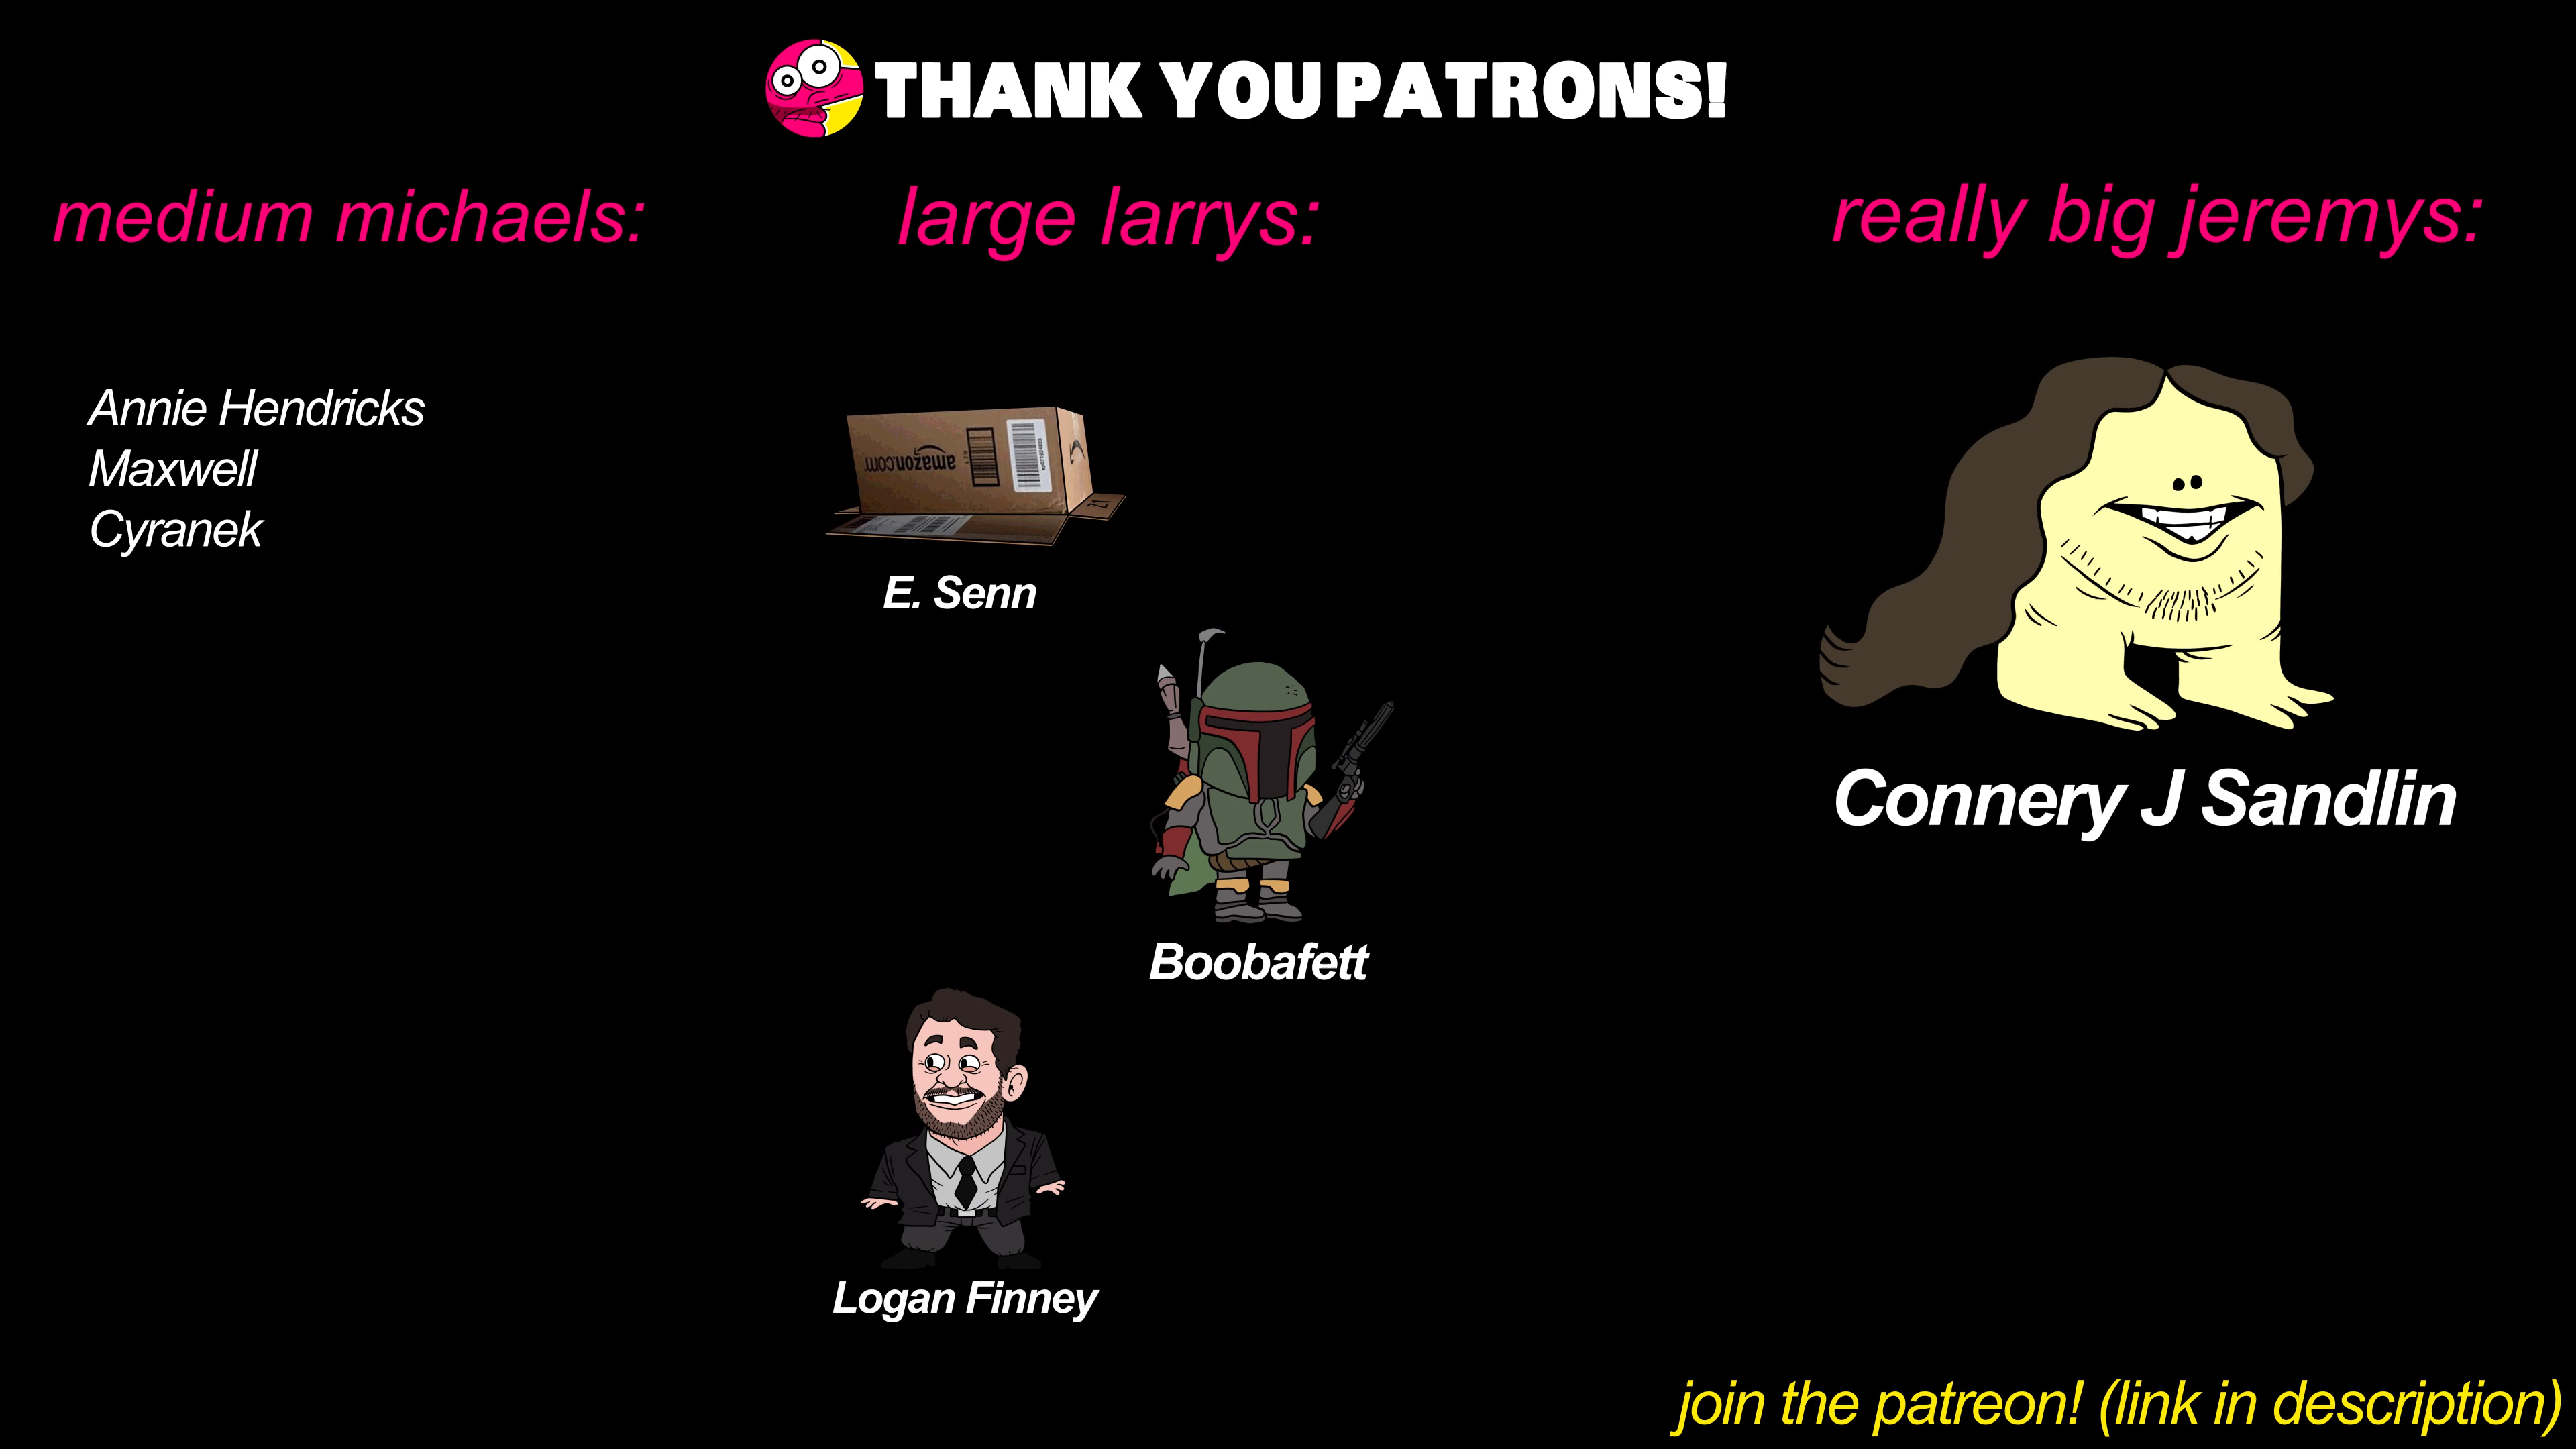 THANK YOU PATRONS!
medium michaels:
Annie Hendricks
Maxwell
Cyranek
large larrys:
amazon.com
E. Senn
Boobafett
Logan Finney
really big jeremys:
Connery J Sandlin
join the patreon! (link in description)